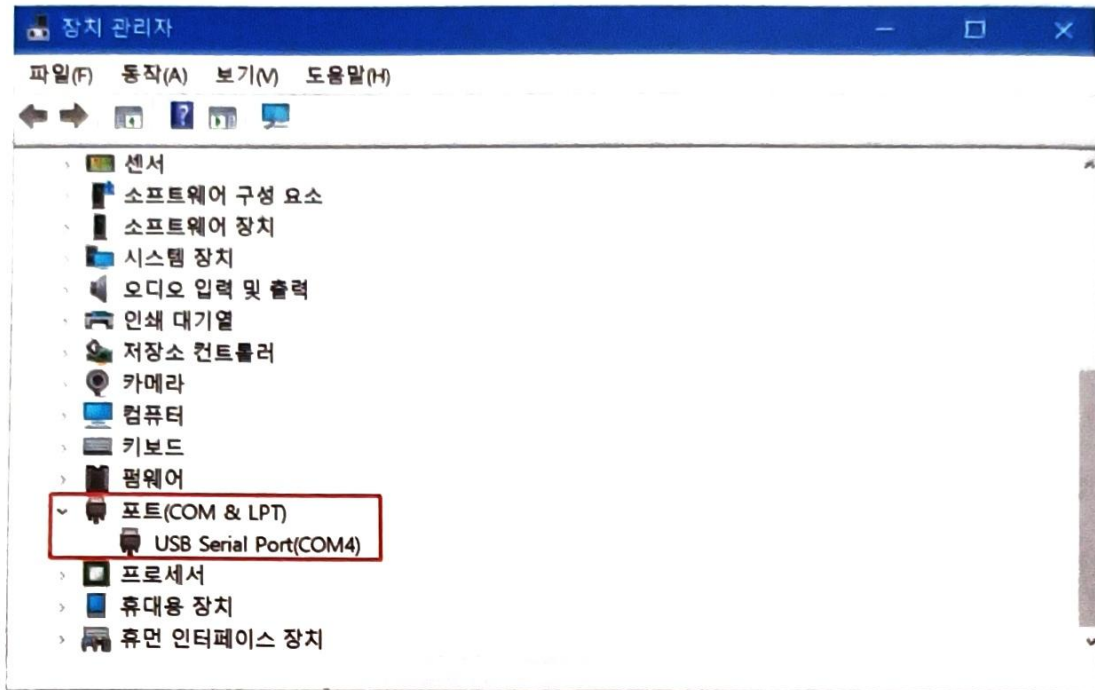 장치 관리자
파일(F) 동작(A) 보기(V) 도움말(H)
센서
소프트웨어 구성 요소
소프트웨어 장치
시스템 장치
오디오 입력 및 출력
인쇄 대기열
저장소 컨트롤러
카메라
컴퓨터
키보드
펌웨어
포트(COM & LPT)
USB Serial Port(COM4)
프로세서
휴대용 장치
휴먼 인터페이스 장치